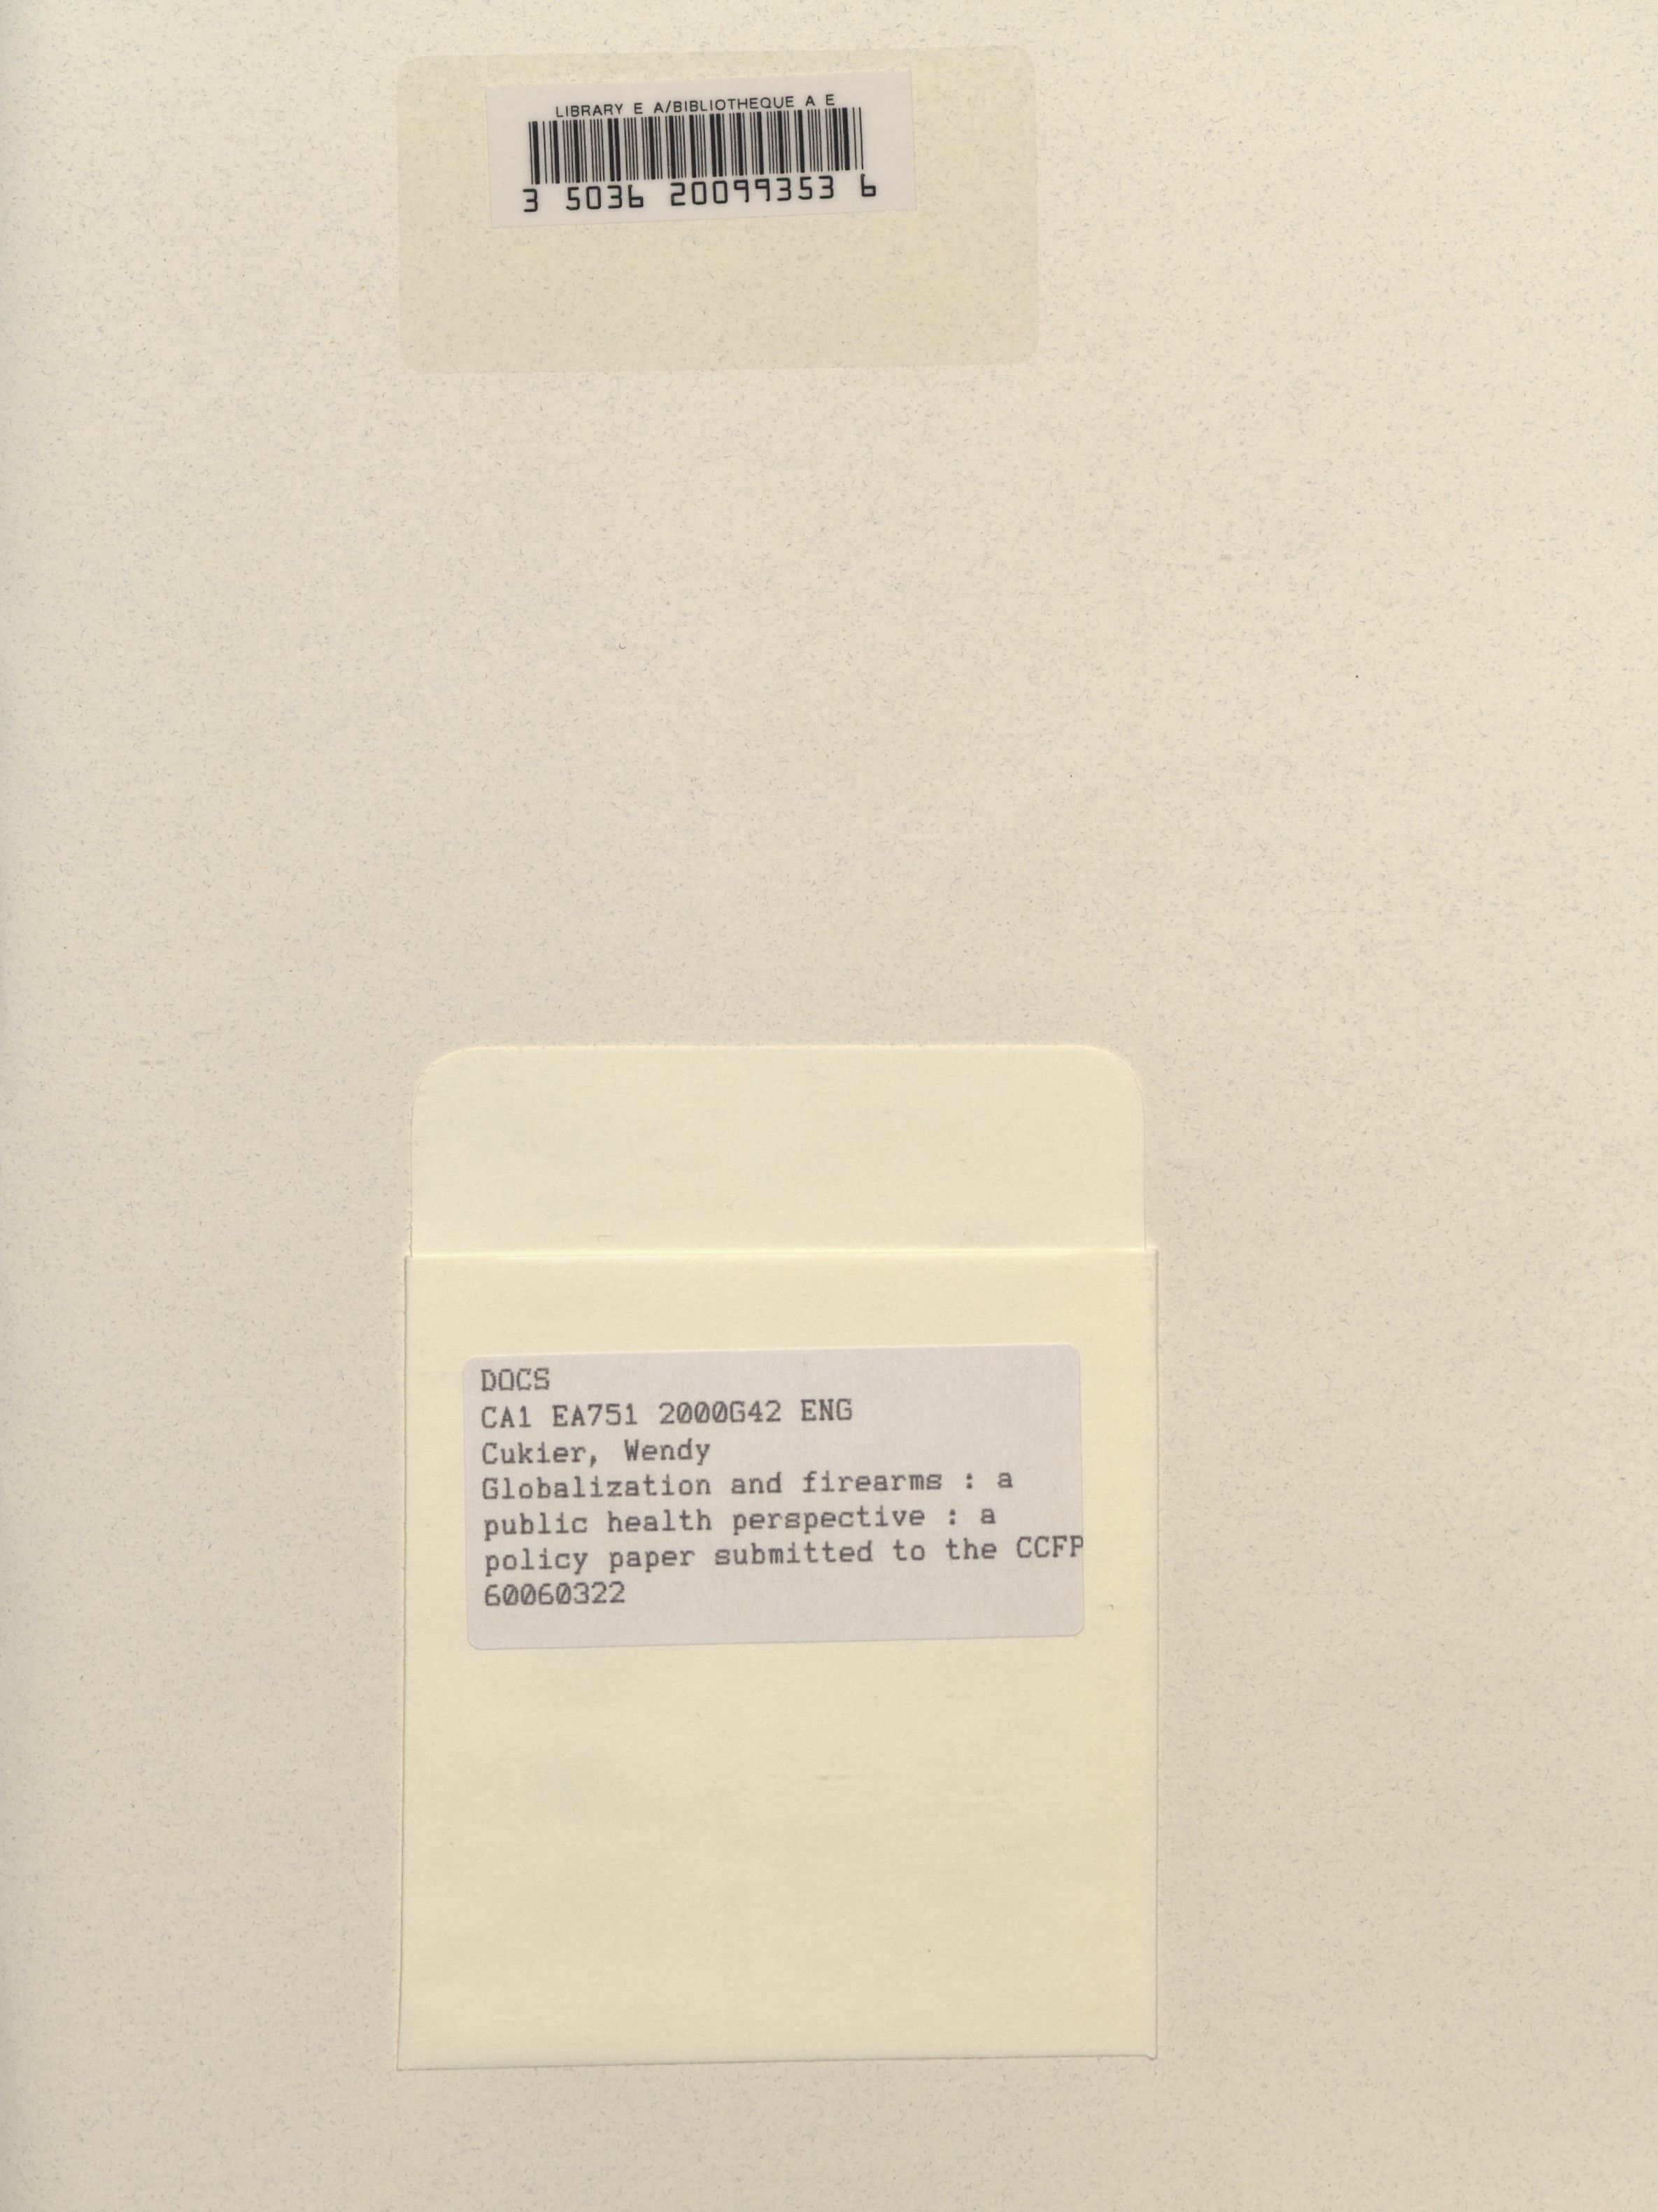 LIBRARY E A/BIBLIOTHEQUE A E
3 5036 20099353 6
DOCS
CA1 EA751 2000G42 ENG
Cukier, Wendy
Globalization and firearms : a
public health perspective : a
policy paper submitted to the CCFP
60060322